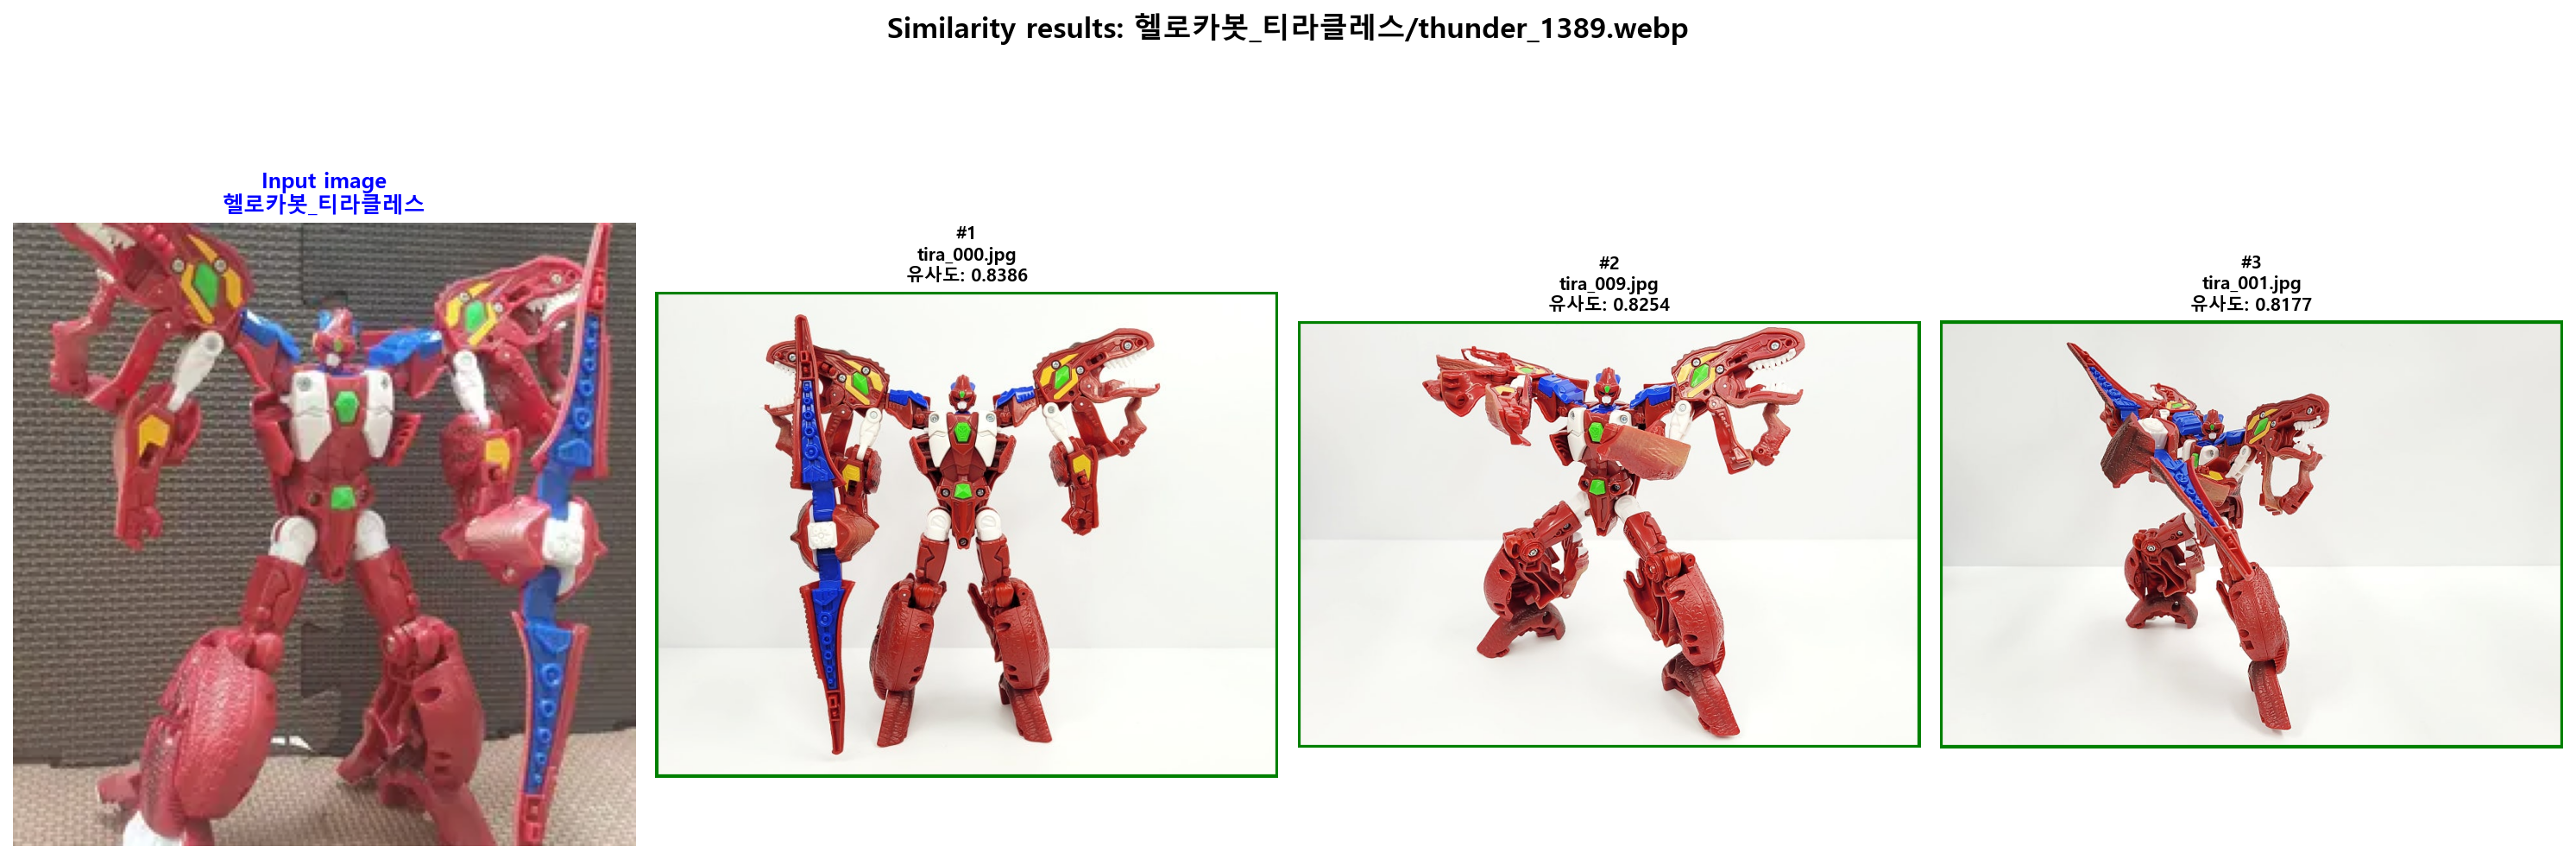 Similarity results: 헬로카봇_티라클레스/thunder_1389.webp
Input image
헬로카봇_티라클레스
#1
tira_000.jpg
유사도: 0.8386
#2
tira_009.jpg
유사도: 0.8254
#3
tira_001.jpg
유사도: 0.8177